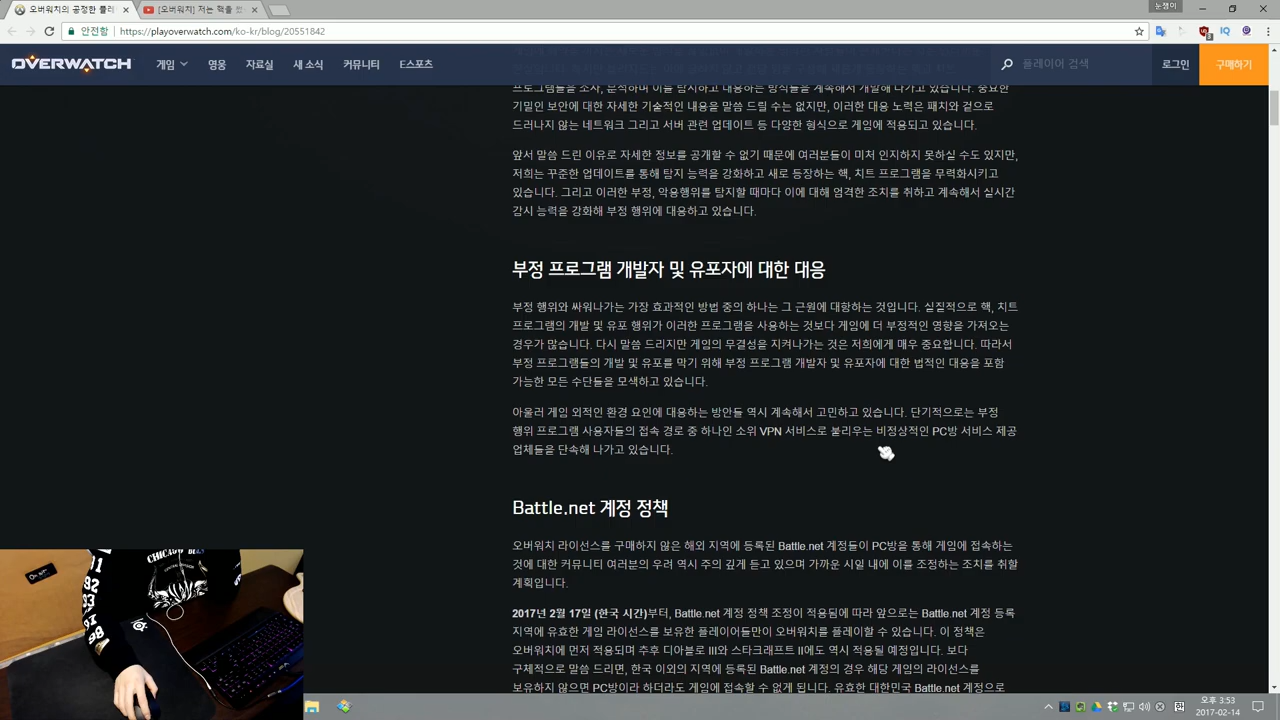 오버워치의 공정한 플레
[오버워치] 저는 핵을 썼
눈쟁이
안전함
https://playoverwatch.com/ko-kr/blog/20551842
3
IQ
OVERWATCH
게임
영웅
자료실
새 소식
커뮤니티
E스포츠
플레이어 검색
로그인
구매하기
프로그램들을 조사, 분석하며 이를 탐지하고 대응하는 방식들을 계속해서 개발해 나가고 있습니다. 중요한
기밀인 보안에 대한 자세한 기술적인 내용을 말씀 드릴 수는 없지만, 이러한 대응 노력은 패치와 겉으로
드러나지 않는 네트워크 그리고 서버 관련 업데이트 등 다양한 형식으로 게임에 적용되고 있습니다.
앞서 말씀 드린 이유로 자세한 정보를 공개할 수 없기 때문에 여러분들이 미처 인지하지 못하실 수도 있지만,
저희는 꾸준한 업데이트를 통해 탐지 능력을 강화하고 새로 등장하는 핵, 치트 프로그램을 무력화시키고
있습니다. 그리고 이러한 부정, 악용행위를 탐지할 때마다 이에 대해 엄격한 조치를 취하고 계속해서 실시간
감시 능력을 강화해 부정 행위에 대응하고 있습니다.
부정 프로그램 개발자 및 유포자에 대한 대응
부정 행위와 싸워나가는 가장 효과적인 방법 중의 하나는 그 근원에 대항하는 것입니다. 실질적으로 핵, 치트
프로그램의 개발 및 유포 행위가 이러한 프로그램을 사용하는 것보다 게임에 더 부정적인 영향을 가져오는
경우가 많습니다. 다시 말씀 드리지만 게임의 무결성을 지켜나가는 것은 저희에게 매우 중요합니다. 따라서
부정 프로그램들의 개발 및 유포를 막기 위해 부정 프로그램 개발자 및 유포자에 대한 법적인 대응을 포함
가능한 모든 수단들을 모색하고 있습니다.
아울러 게임 외적인 환경 요인에 대응하는 방안들 역시 계속해서 고민하고 있습니다. 단기적으로는 부정
행위 프로그램 사용자들의 접속 경로 중 하나인 소위 VPN 서비스로 불리우는 비정상적인 PC방 서비스 제공
업체들을 단속해 나가고 있습니다.
Battle.net 계정 정책
오버워치 라이선스를 구매하지 않은 해외 지역에 등록된 Battle.net 계정들이 PC방을 통해 게임에 접속하는
것에 대한 커뮤니티 여러분의 우려 역시 주의 깊게 듣고 있으며 가까운 시일 내에 이를 조정하는 조치를 취할
계획입니다.
2017년 2월 17일 (한국 시간)부터, Battle.net 계정 정책 조정이 적용됨에 따라 앞으로는 Battle.net 계정 등록
지역에 유효한 게임 라이선스를 보유한 플레이어들만이 오버워치를 플레이할 수 있습니다. 이 정책은
오버워치에 먼저 적용되며 추후 디아블로 III와 스타크래프트 II에도 역시 적용될 예정입니다. 보다
구체적으로 말씀 드리면, 한국 이외의 지역에 등록된 Battle.net 계정의 경우 해당 게임의 라이선스를
보유하지 않으면 PC방이라 하더라도 게임에 접속할 수 없게 됩니다. 유효한 대한민국 Battle.net 계정으로
91
92
93
98
오후 3:53
2017-02-14